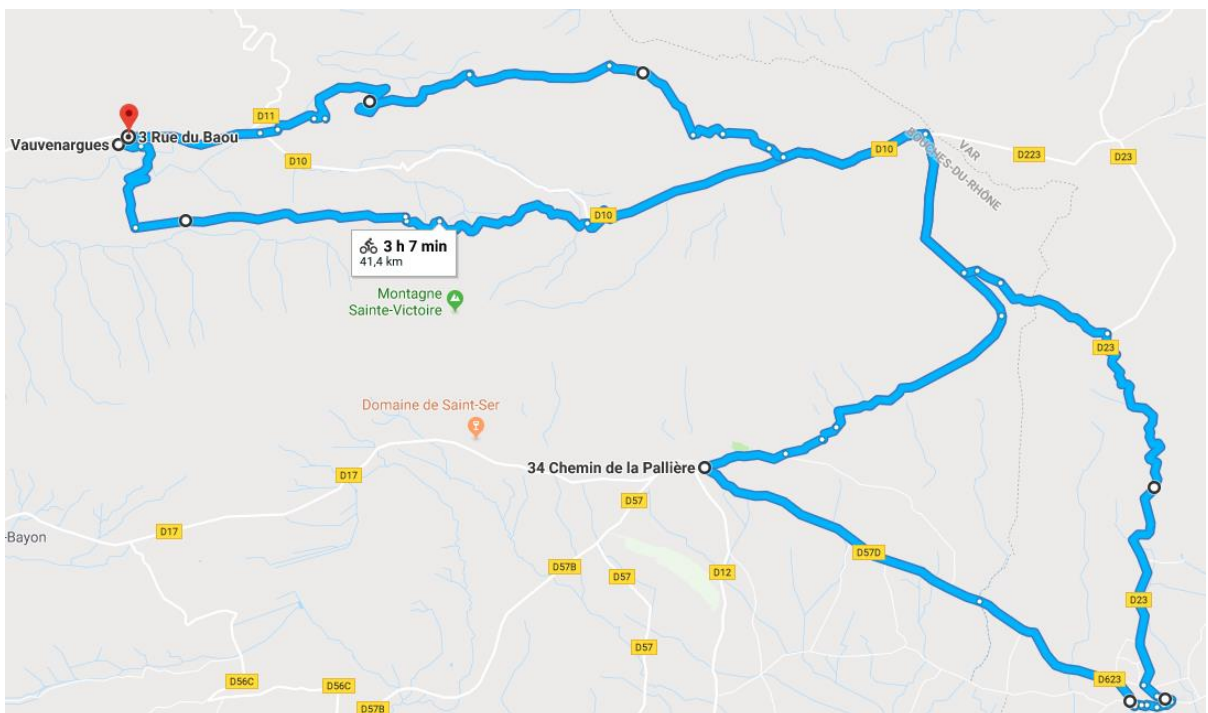 D11
3 Rue du Baou
Vauvenargues
D10
D10
VAR
BOUCHES-DU-RHÔNE
D223
D23
D10
3 h 7 min
41,4 km
Montagne
Sainte-Victoire
D23
Domaine de Saint-Ser
34 Chemin de la Pallière
D17
D57
D17
-Bayon
D57D
D57B
D57
D12
D23
D57
D56C
D56C
D57B
D623